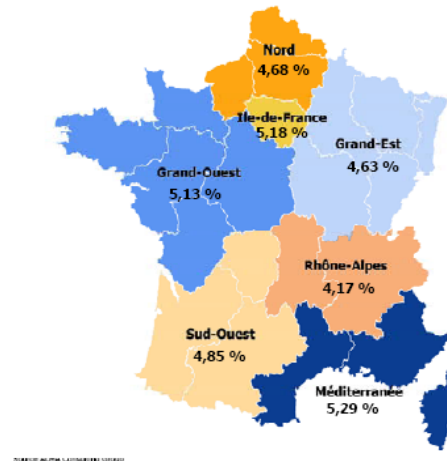 Nord
4,68 %
Ile-de-France
5,18 %
Grand-Est
4,63 %
Grand-Ouest
5,13 %
Rhône-Alpes
4,17 %
Sud-Ouest
4,85 %
Méditerranée
5,29 %